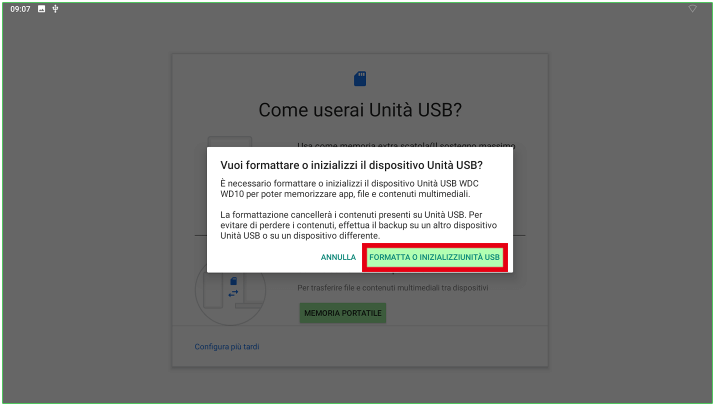 09:07
Come userai Unità USB?
Usa come memoria extra scatola(Il sostegno massimo
Vuoi formattare o inizializzi il dispositivo Unità USB?
È necessario formattare o inizializzi il dispositivo Unità USB WDC
WD10 per poter memorizzare app, file e contenuti multimediali.
La formattazione cancellerà i contenuti presenti su Unità USB. Per
evitare di perdere i contenuti, effettua il backup su un altro dispositivo
Unità USB o su un dispositivo differente.
ANNULLA
FORMATTA O INIZIALIZZIUNITÀ USB
Per trasferire file e contenuti multimediali tra dispositivi
MEMORIA PORTATILE
Configura più tardi